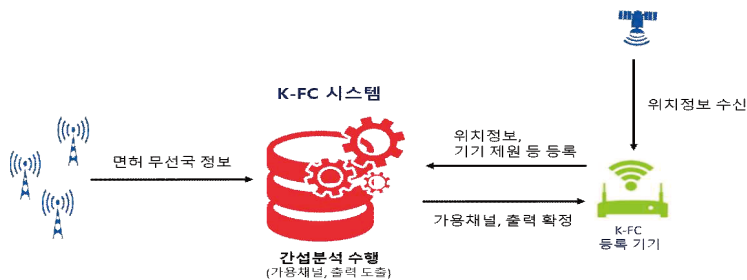 K-FC 시스템
위치정보 수신
면허 무선국 정보
위치정보,
기기 제원 등 등록
가용채널, 출력 확정
K-FC
등록 기기
간섭분석 수행
(가용채널, 출력 도출)